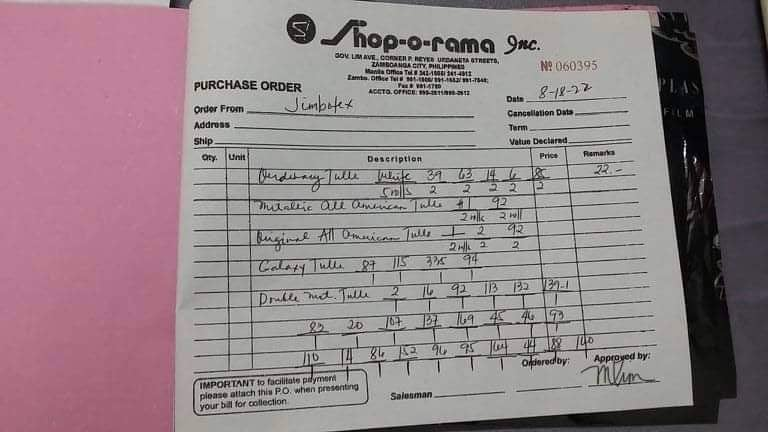 Shop-o-rama Inc.
GOV. LIM AVE., CORNER P. REYES URDANETA STREETS,
ZAMBOANGA CITY, PHILIPPINES
№ 060395
PURCHASE ORDER
Order From Jimbotex
Date 8-18-22
Address
Cancellation Date
Term
Ship
Value Declared
Qty. Unit Description Price Remarks
Ordinary Tulle White 39 63 14 6 85 22.-
5 rolls 2 2 2 2 2
Metallic All American Tulle #1 92
2 roll 2 roll
Original All American Tulle 1 2 92
2 roll 2 2
Galaxy Tulle 87 115 335 94
Double Met. Tulle 2 16 92 113 132 139-1
83 20 107 137 169 45 46 93
110 14 86 152 96 95 164 44 88 140
Ordered by: Approved by:
IMPORTANT to facilitate payment
please attach this P.O. when presenting
your bill for collection.
Salesman
PLAS
FILM